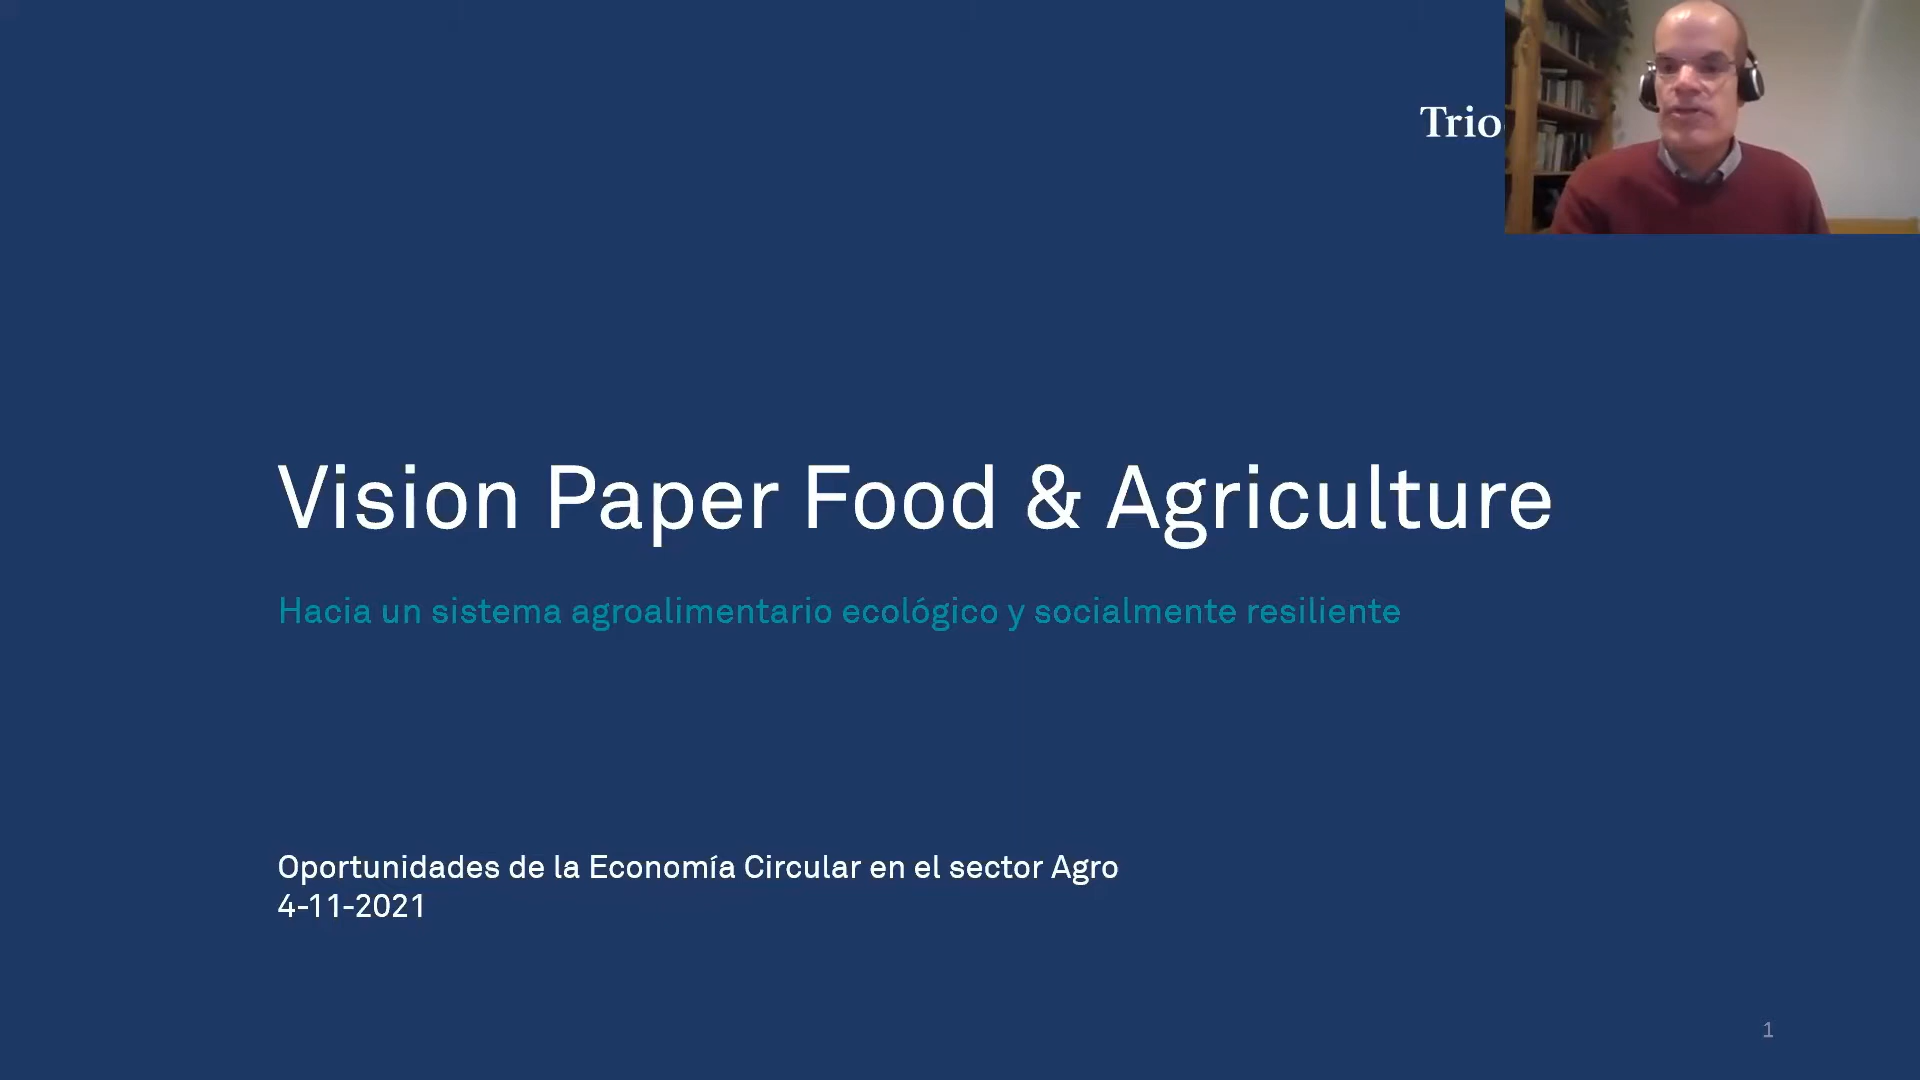 Trio
Vision Paper Food & Agriculture
Hacia un sistema agroalimentario ecológico y socialmente resiliente
Oportunidades de la Economía Circular en el sector Agro
4-11-2021
1